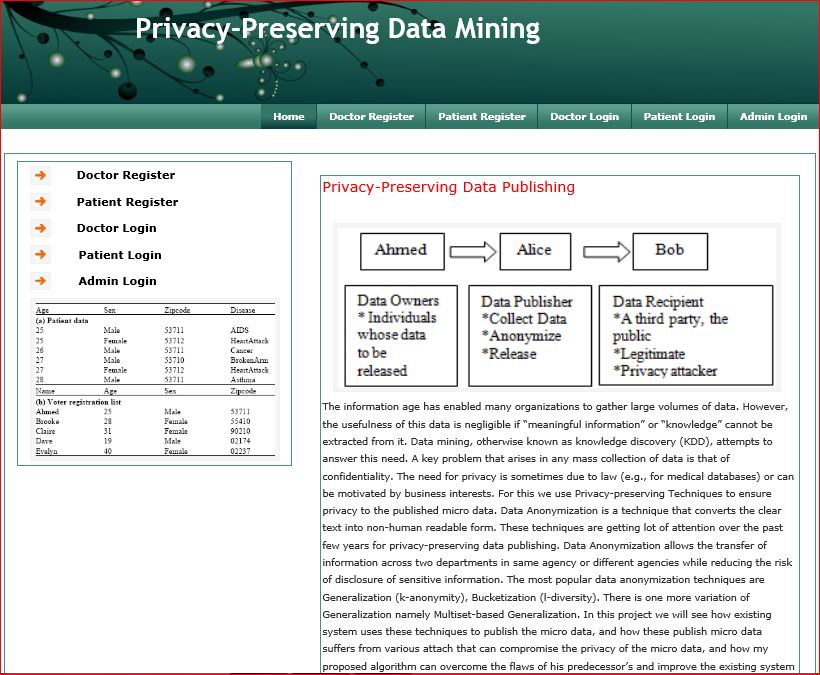 Privacy-Preserving Data Mining
Home Doctor Register Patient Register Doctor Login Patient Login Admin Login
Doctor Register
Patient Register
Doctor Login
Patient Login
Admin Login
Age Sex Zipcode Disease
(a) Patient data
25 Male 53711 AIDS
25 Female 53712 HeartAttack
26 Male 53711 Cancer
27 Male 53710 BrokenArm
27 Female 53712 HeartAttack
28 Male 53711 Asthma
Name Age Sex Zipcode
(b) Voter registration list
Ahmed 25 Male 53711
Brooke 28 Female 55410
Claire 31 Female 90210
Dave 19 Male 02174
Evelyn 40 Female 02237
Privacy-Preserving Data Publishing
Ahmed Alice Bob
Data Owners
* Individuals
whose data
to be
released
Data Publisher
*Collect Data
*Anonymize
*Release
Data Recipient
*A third party, the
public
*Legitimate
*Privacy attacker
The information age has enabled many organizations to gather large volumes of data. However,
the usefulness of this data is negligible if “meaningful information” or “knowledge” cannot be
extracted from it. Data mining, otherwise known as knowledge discovery (KDD), attempts to
answer this need. A key problem that arises in any mass collection of data is that of
confidentiality. The need for privacy is sometimes due to law (e.g., for medical databases) or can
be motivated by business interests. For this we use Privacy-preserving Techniques to ensure
privacy to the published micro data. Data Anonymization is a technique that converts the clear
text into non-human readable form. These techniques are getting lot of attention over the past
few years for privacy-preserving data publishing. Data Anonymization allows the transfer of
information across two departments in same agency or different agencies while reducing the risk
of disclosure of sensitive information. The most popular data anonymization techniques are
Generalization (k-anonymity), Bucketization (l-diversity). There is one more variation of
Generalization namely Multiset-based Generalization. In this project we will see how existing
system uses these techniques to publish the micro data, and how these publish micro data
suffers from various attach that can compromise the privacy of the micro data, and how my
proposed algorithm can overcome the flaws of his predecessor’s and improve the existing system